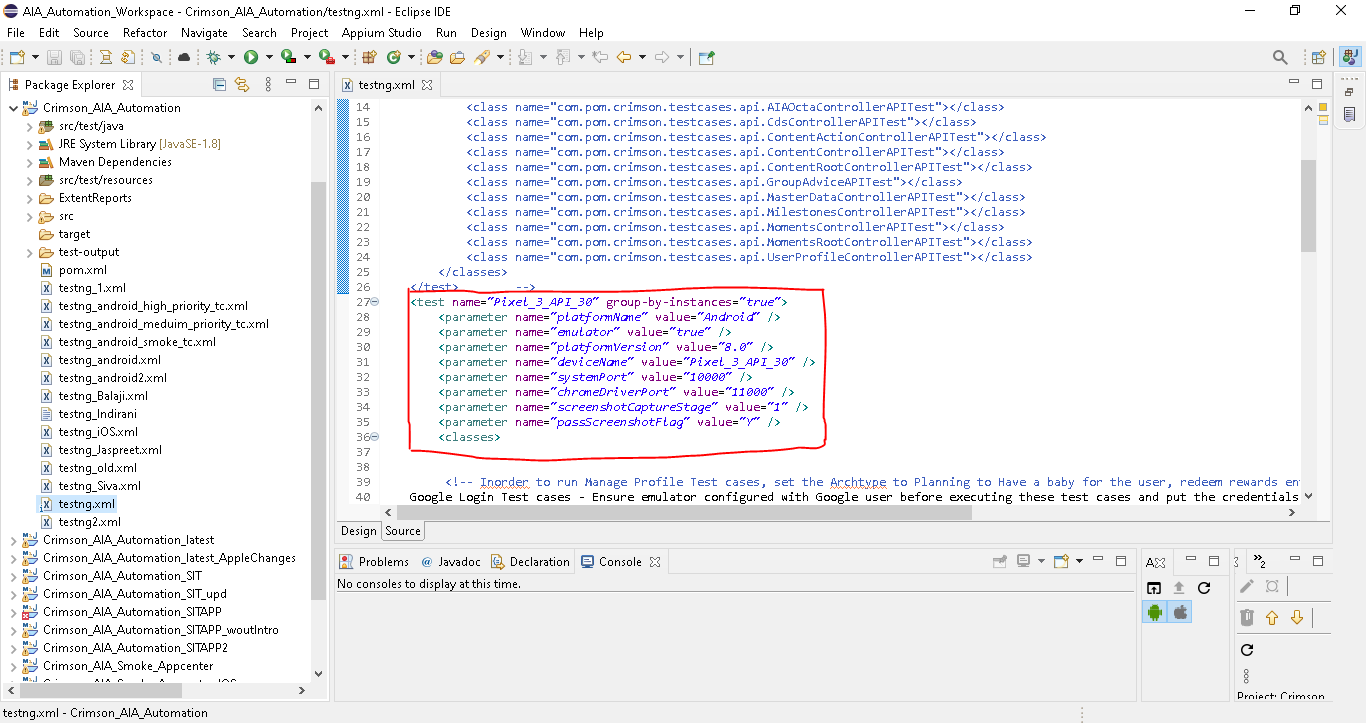 AIA_Automation_Workspace - Crimson_AIA_Automation/testng.xml - Eclipse IDE
File Edit Source Refactor Navigate Search Project Appium Studio Run Design Window Help
Package Explorer
Crimson_AIA_Automation
src/test/java
JRE System Library [JavaSE-1.8]
Maven Dependencies
src/test/resources
ExtentReports
src
target
test-output
pom.xml
testng_1.xml
testng_android_high_priority_tc.xml
testng_android_meduim_priority_tc.xml
testng_android_smoke_tc.xml
testng_android.xml
testng_android2.xml
testng_Balaji.xml
testng_Indirani
testng_iOS.xml
testng_Jaspreet.xml
testng_old.xml
testng_Siva.xml
testng.xml
testng2.xml
Crimson_AIA_Automation_latest
Crimson_AIA_Automation_latest_AppleChanges
Crimson_AIA_Automation_SIT
Crimson_AIA_Automation_SIT_upd
Crimson_AIA_Automation_SITAPP
Crimson_AIA_Automation_SITAPP_woutIntro
Crimson_AIA_Automation_SITAPP2
Crimson_AIA_Smoke_Appcenter
testng.xml
14 <class name="com.pom.crimson.testcases.api.AIAOctaControllerAPITest"></class>
15 <class name="com.pom.crimson.testcases.api.CdsControllerAPITest"></class>
16 <class name="com.pom.crimson.testcases.api.ContentActionControllerAPITest"></class>
17 <class name="com.pom.crimson.testcases.api.ContentControllerAPITest"></class>
18 <class name="com.pom.crimson.testcases.api.ContentRootControllerAPITest"></class>
19 <class name="com.pom.crimson.testcases.api.GroupAdviceAPITest"></class>
20 <class name="com.pom.crimson.testcases.api.MasterDataControllerAPITest"></class>
21 <class name="com.pom.crimson.testcases.api.MilestonesControllerAPITest"></class>
22 <class name="com.pom.crimson.testcases.api.MomentsControllerAPITest"></class>
23 <class name="com.pom.crimson.testcases.api.MomentsRootControllerAPITest"></class>
24 <class name="com.pom.crimson.testcases.api.UserProfileControllerAPITest"></class>
25 </classes>
26 </test> -->
27 <test name="Pixel_3_API_30" group-by-instances="true">
28 <parameter name="platformName" value="Android" />
29 <parameter name="emulator" value="true" />
30 <parameter name="platformVersion" value="8.0" />
31 <parameter name="deviceName" value="Pixel_3_API_30" />
32 <parameter name="systemPort" value="10000" />
33 <parameter name="chromeDriverPort" value="11000" />
34 <parameter name="screenshotCaptureStage" value="1" />
35 <parameter name="passScreenshotFlag" value="Y" />
36 <classes>
37
38
39 <!-- Inorder to run Manage Profile Test cases, set the Archtype to Planning to Have a baby for the user, redeem rewards en
40 Google Login Test cases - Ensure emulator configured with Google user before executing these test cases and put the credentials
Design Source
Problems @ Javadoc Declaration Console
No consoles to display at this time.
A
2
Project: Crimson
testng.xml - Crimson_AIA_Automation